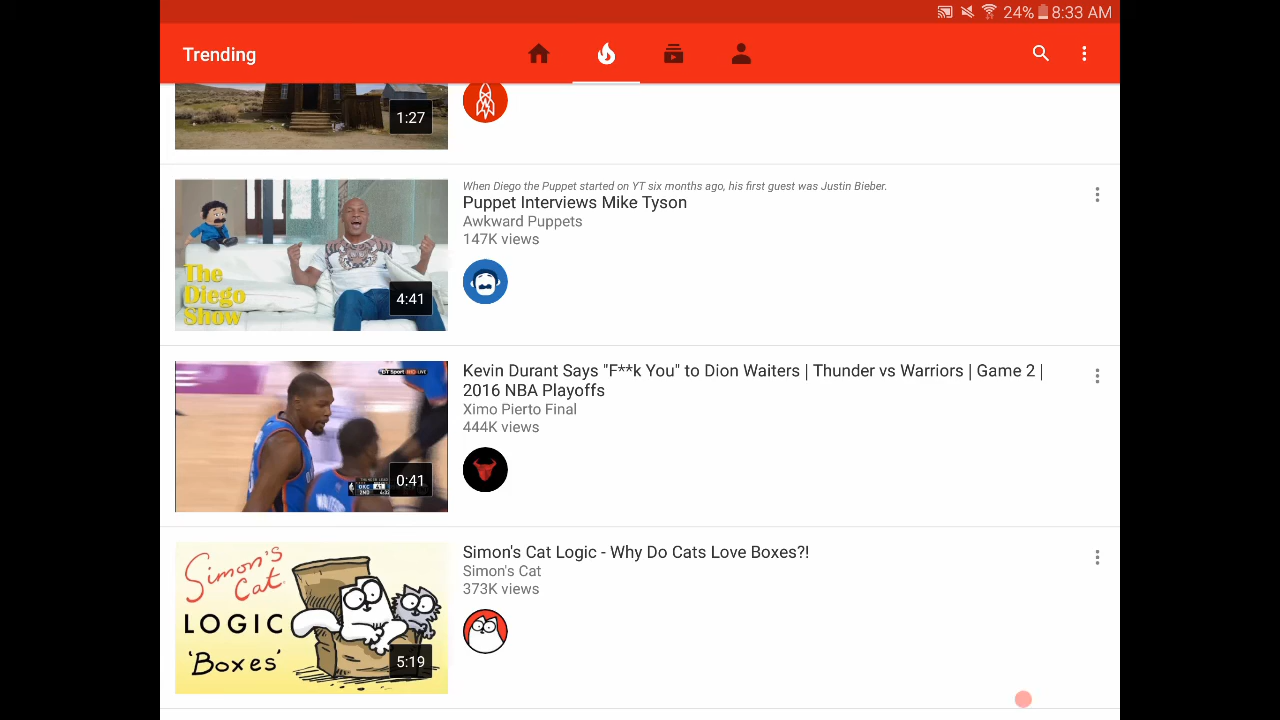 24% 8:33 AM
Trending
1:27
When Diego the Puppet started on YT six months ago, his first guest was Justin Bieber.
Puppet Interviews Mike Tyson
Awkward Puppets
147K views
The
Diego
Show
4:41
Kevin Durant Says "F**k You" to Dion Waiters | Thunder vs Warriors | Game 2 |
2016 NBA Playoffs
Ximo Pierto Final
444K views
0:41
Simon's Cat Logic - Why Do Cats Love Boxes?!
Simon's Cat
373K views
Simon's
Cat
LOGIC
'Boxes'
5:19